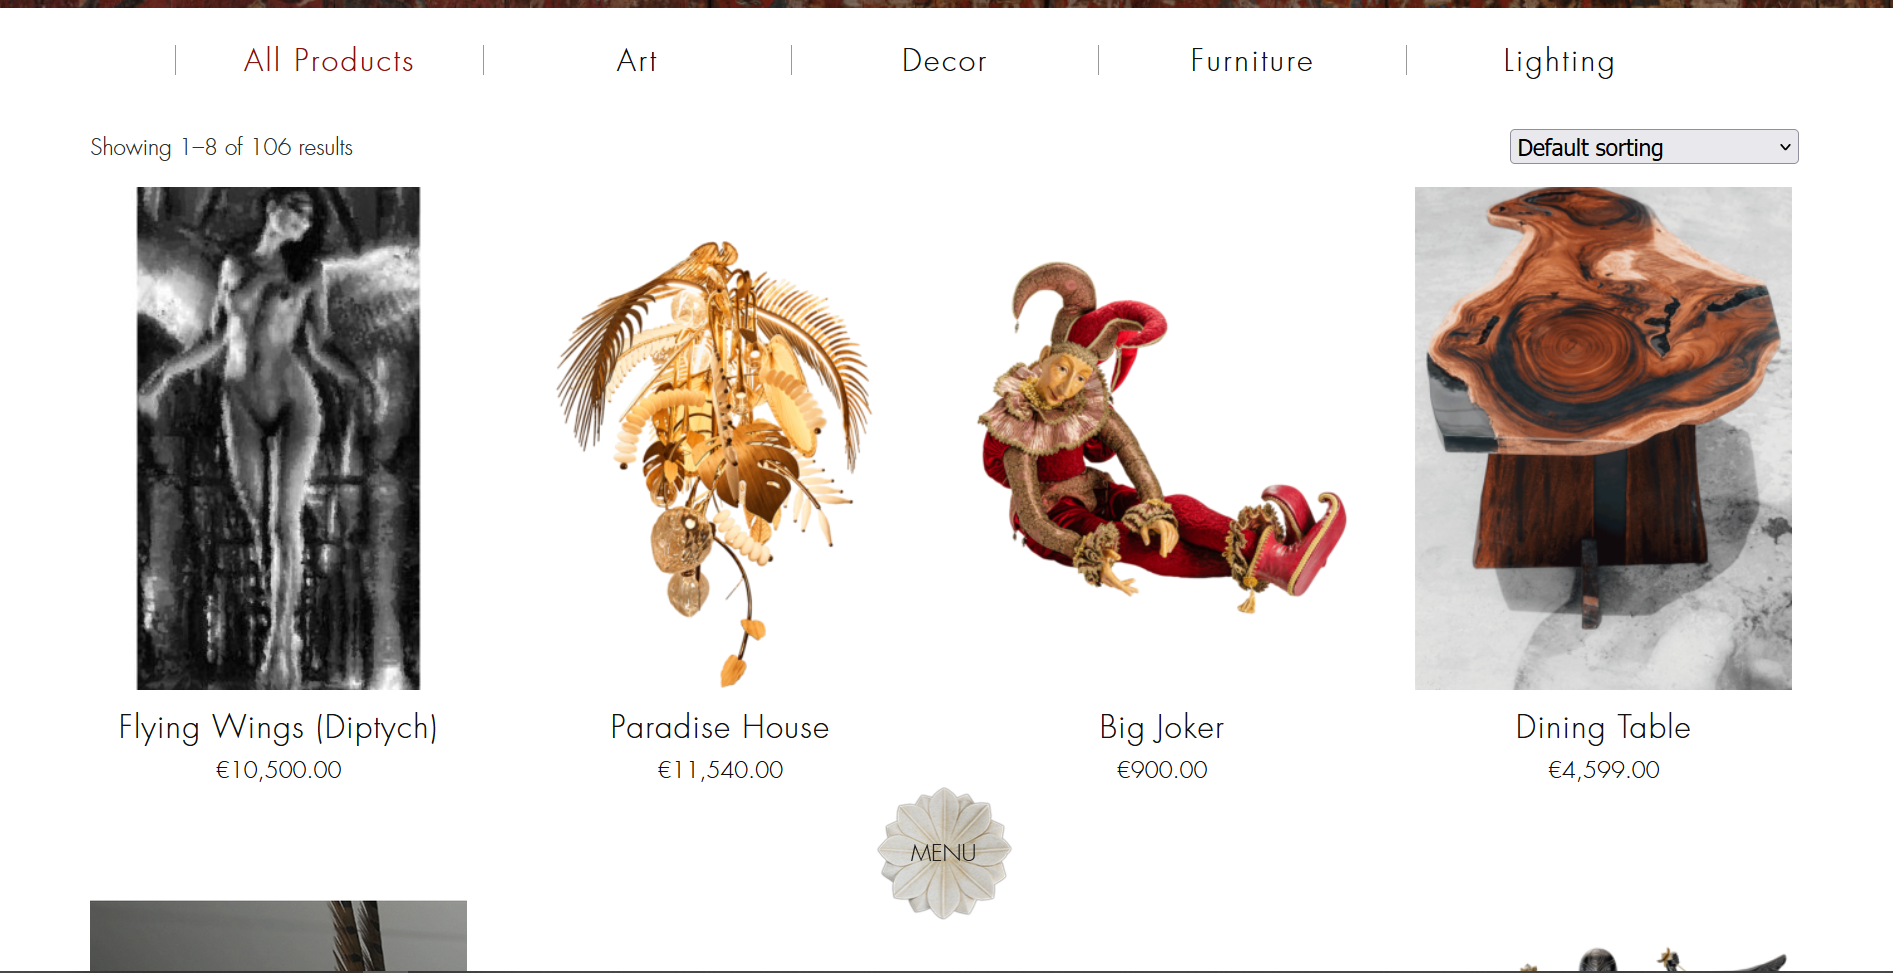 All Products
Art
Decor
Furniture
Lighting
Showing 1–8 of 106 results
Default sorting
Flying Wings (Diptych)
€10,500.00
Paradise House
€11,540.00
Big Joker
€900.00
Dining Table
€4,599.00
MENU